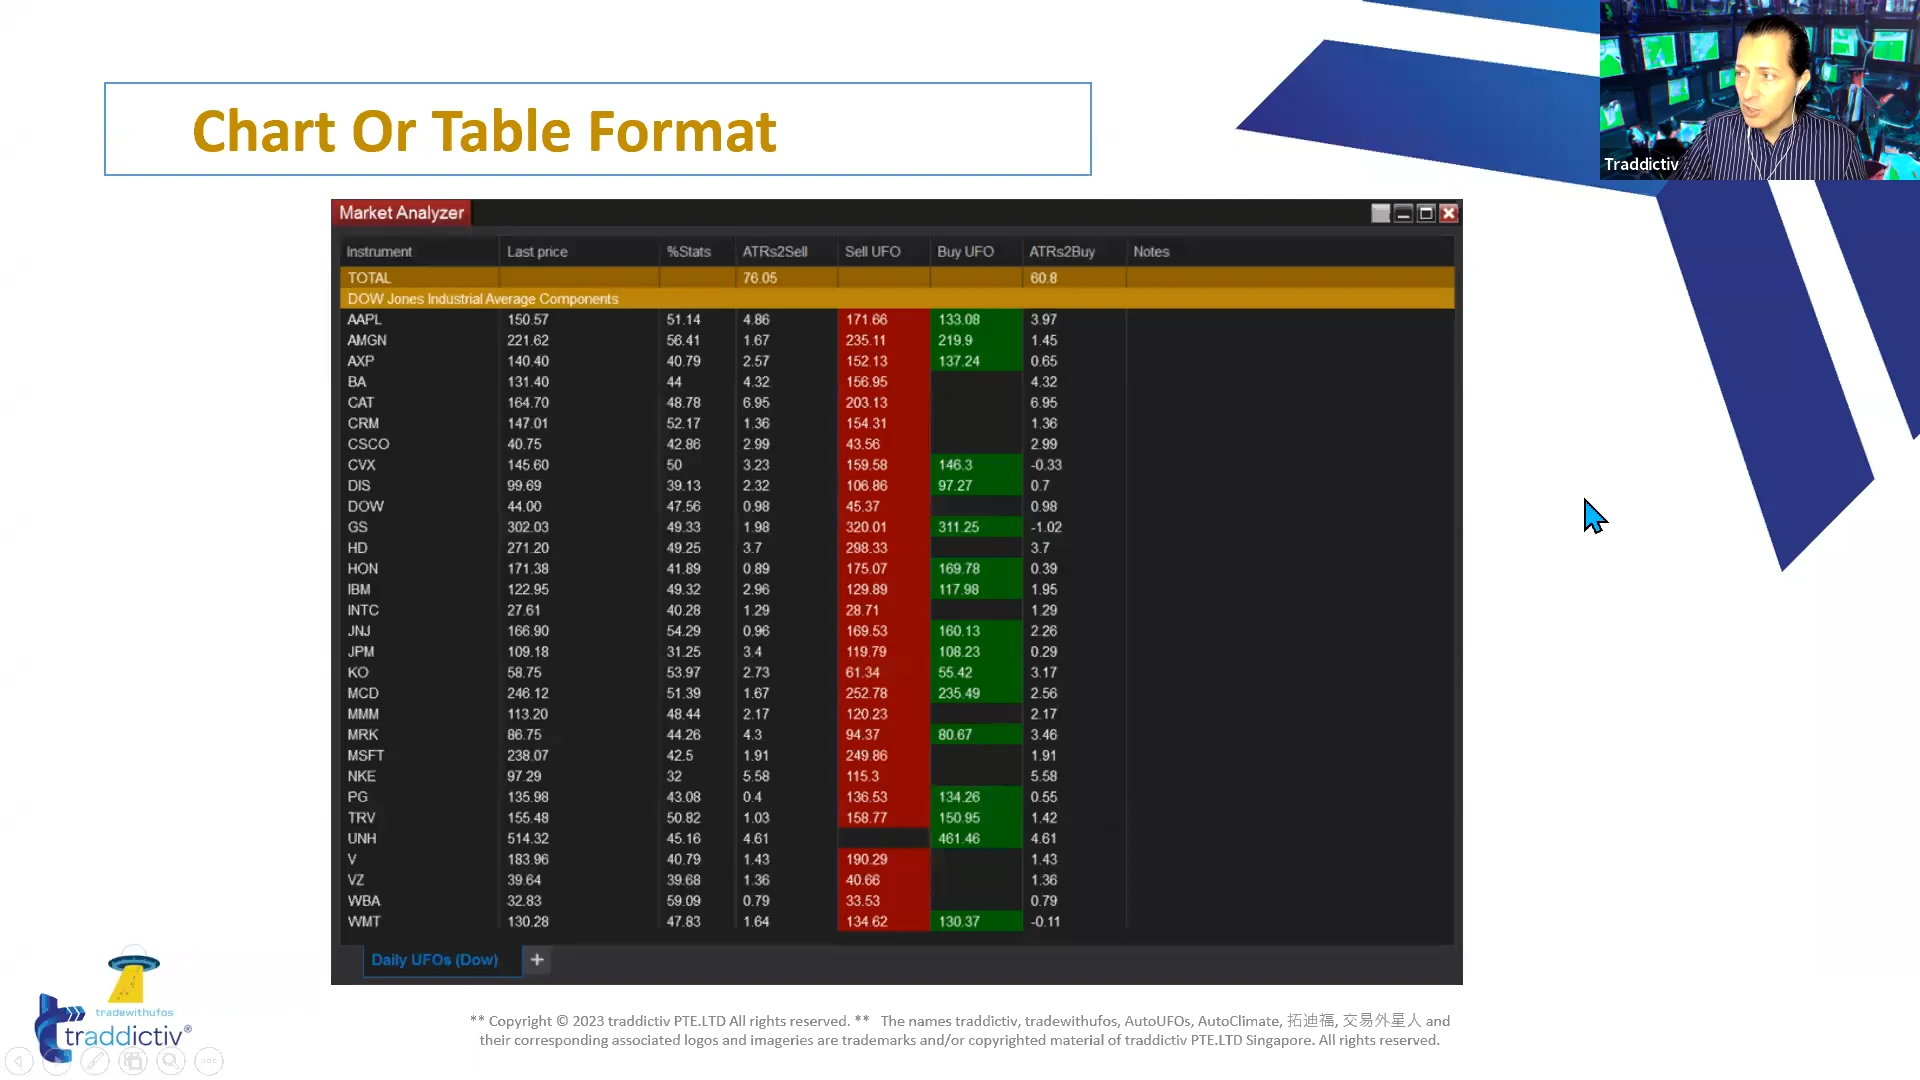 Chart Or Table Format
Traddictiv
Market Analyzer
Instrument Last price %Stats ATRs2Sell Sell UFO Buy UFO ATRs2Buy Notes
TOTAL 76.05 60.8
DOW Jones Industrial Average Components
AAPL 150.57 51.14 4.86 171.66 133.08 3.97
AMGN 221.62 56.41 1.67 235.11 219.9 1.45
AXP 140.40 40.79 2.57 152.13 137.24 0.65
BA 131.40 44 4.32 156.95 4.32
CAT 164.70 48.78 6.95 203.13 6.95
CRM 147.01 52.17 1.36 154.31 1.36
CSCO 40.75 42.86 2.99 43.56 2.99
CVX 145.60 50 3.23 159.58 146.3 -0.33
DIS 99.69 39.13 2.32 106.86 97.27 0.7
DOW 44.00 47.56 0.98 45.37 0.98
GS 302.03 49.33 1.98 320.01 311.25 -1.02
HD 271.20 49.25 3.7 298.33 3.7
HON 171.38 41.89 0.89 175.07 169.78 0.39
IBM 122.95 49.32 2.96 129.89 117.98 1.95
INTC 27.61 40.28 1.29 28.71 1.29
JNJ 166.90 54.29 0.96 169.53 160.13 2.26
JPM 109.18 31.25 3.4 119.79 108.23 0.29
KO 58.75 53.97 2.73 61.34 55.42 3.17
MCD 246.12 51.39 1.67 252.78 235.49 2.56
MMM 113.20 48.44 2.17 120.23 2.17
MRK 86.75 44.26 4.3 94.37 80.67 3.46
MSFT 238.07 42.5 1.91 249.86 1.91
NKE 97.29 32 5.58 115.3 5.58
PG 135.98 43.08 0.4 136.53 134.26 0.55
TRV 155.48 50.82 1.03 158.77 150.95 1.42
UNH 514.32 45.16 4.61 461.46 4.61
V 183.96 40.79 1.43 190.29 1.43
VZ 39.64 39.68 1.36 40.66 1.36
WBA 32.83 59.09 0.79 33.53 0.79
WMT 130.28 47.83 1.64 134.62 130.37 -0.11
Daily UFOs (Dow) +
tradewithufos
traddictiv®
** Copyright © 2023 traddictiv PTE.LTD All rights reserved. ** The names traddictiv, tradewithufos, AutoUFOs, AutoClimate, 拓迪福, 交易外星人 and
their corresponding associated logos and imageries are trademarks and/or copyrighted material of traddictiv PTE.LTD Singapore. All rights reserved.